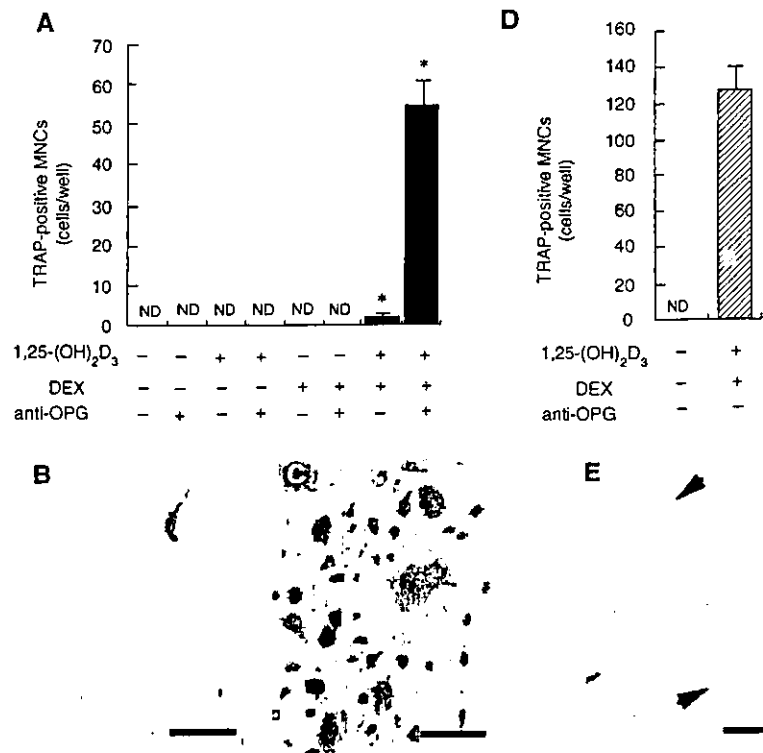 A
TRAP-positive MNCs
(cells/well)
70
60
50
40
30
20
10
0
ND ND ND ND ND ND * *
1,25-(OH)₂D₃ – – + + – – + +
DEX – – – – + + + +
anti-OPG – + – + – + – +
D
TRAP-positive MNCs
(cells/well)
160
140
120
100
80
60
40
20
0
ND
1,25-(OH)₂D₃ – +
DEX – +
anti-OPG – –
B
C
E